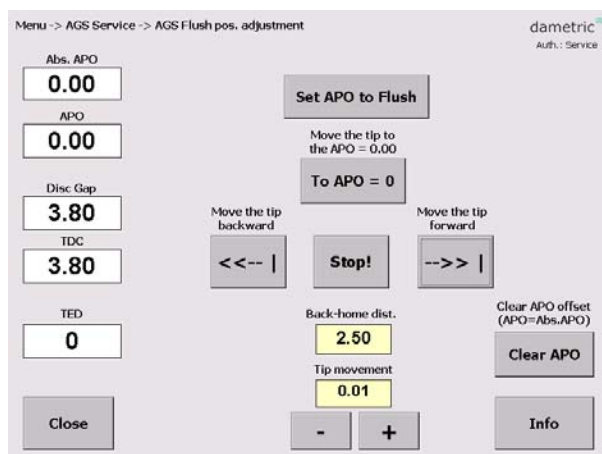 Menu -> AGS Service -> AGS Flush pos. adjustment
dametric
Auth.: Service
Abs. APO
0.00
APO
0.00
Disc Gap
3.80
TDC
3.80
TED
0
Close
Set APO to Flush
Move the tip to
the APO = 0.00
To APO = 0
Move the tip
backward
<<-- |
Stop!
Move the tip
forward
-->> |
Back-home dist.
2.50
Tip movement
0.01
-
+
Clear APO offset
(APO=Abs.APO)
Clear APO
Info